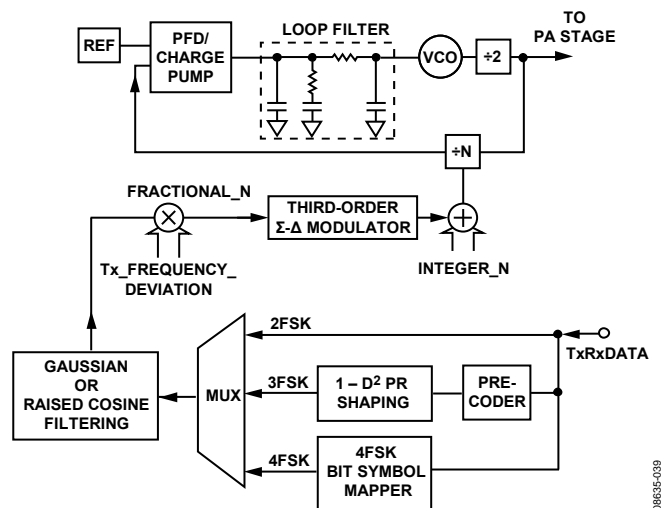 LOOP FILTER
TO
PA STAGE
REF
PFD/
CHARGE
PUMP
VCO
÷2
÷N
FRACTIONAL_N
THIRD-ORDER
Σ-Δ MODULATOR
Tx_FREQUENCY_
DEVIATION
INTEGER_N
2FSK
TxRxDATA
GAUSSIAN
OR
RAISED COSINE
FILTERING
MUX
3FSK
1 – D² PR
SHAPING
PRE-
CODER
4FSK
4FSK
BIT SYMBOL
MAPPER
08635-039